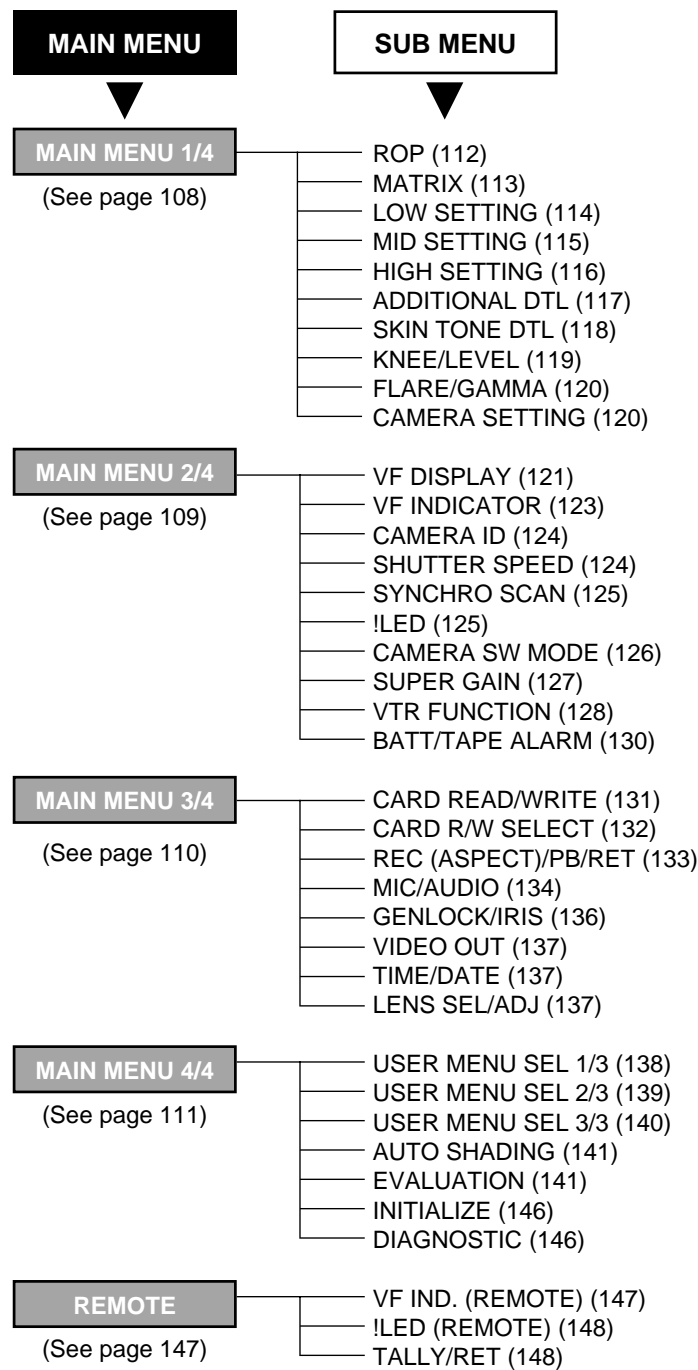 MAIN MENU
SUB MENU
MAIN MENU 1/4
(See page 108)
ROP (112)
MATRIX (113)
LOW SETTING (114)
MID SETTING (115)
HIGH SETTING (116)
ADDITIONAL DTL (117)
SKIN TONE DTL (118)
KNEE/LEVEL (119)
FLARE/GAMMA (120)
CAMERA SETTING (120)
MAIN MENU 2/4
(See page 109)
VF DISPLAY (121)
VF INDICATOR (123)
CAMERA ID (124)
SHUTTER SPEED (124)
SYNCHRO SCAN (125)
!LED (125)
CAMERA SW MODE (126)
SUPER GAIN (127)
VTR FUNCTION (128)
BATT/TAPE ALARM (130)
MAIN MENU 3/4
(See page 110)
CARD READ/WRITE (131)
CARD R/W SELECT (132)
REC (ASPECT)/PB/RET (133)
MIC/AUDIO (134)
GENLOCK/IRIS (136)
VIDEO OUT (137)
TIME/DATE (137)
LENS SEL/ADJ (137)
MAIN MENU 4/4
(See page 111)
USER MENU SEL 1/3 (138)
USER MENU SEL 2/3 (139)
USER MENU SEL 3/3 (140)
AUTO SHADING (141)
EVALUATION (141)
INITIALIZE (146)
DIAGNOSTIC (146)
REMOTE
(See page 147)
VF IND. (REMOTE) (147)
!LED (REMOTE) (148)
TALLY/RET (148)